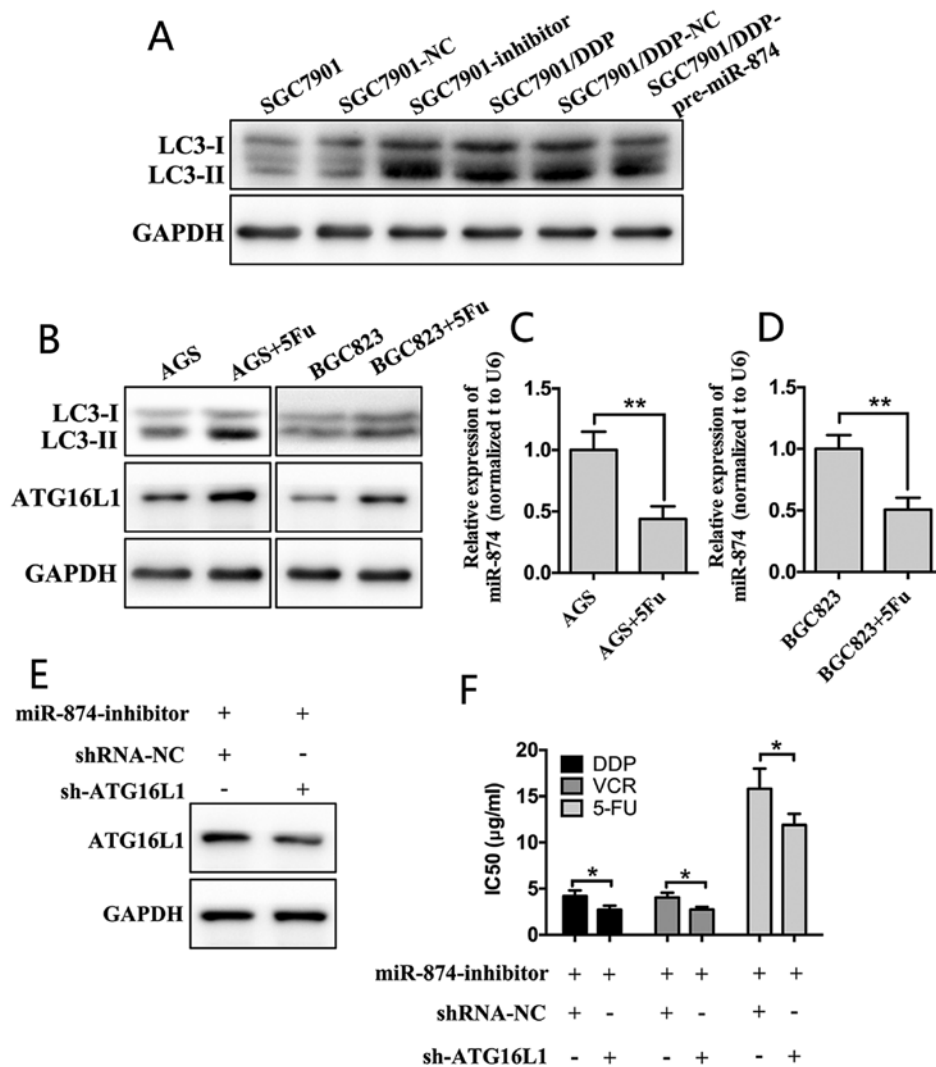 A
SGC7901
SGC7901-NC
SGC7901-inhibitor
SGC7901/DDP
SGC7901/DDP-NC
SGC7901/DDP-
pre-miR-874
LC3-I
LC3-II
GAPDH
B
AGS
AGS+5Fu
BGC823
BGC823+5Fu
LC3-I
LC3-II
ATG16L1
GAPDH
C
Relative expression of
miR-874 (normalized t to U6)
1.5
1.0
0.5
0.0
**
AGS
AGS+5Fu
D
Relative expression of
miR-874 (normalized t to U6)
1.5
1.0
0.5
0.0
**
BGC823
BGC823+5Fu
E
miR-874-inhibitor + +
shRNA-NC + -
sh-ATG16L1 - +
ATG16L1
GAPDH
F
IC50 (μg/ml)
20
15
10
5
0
DDP
VCR
5-FU
* * *
miR-874-inhibitor + + + + + +
shRNA-NC + - + - + -
sh-ATG16L1 - + - + - +